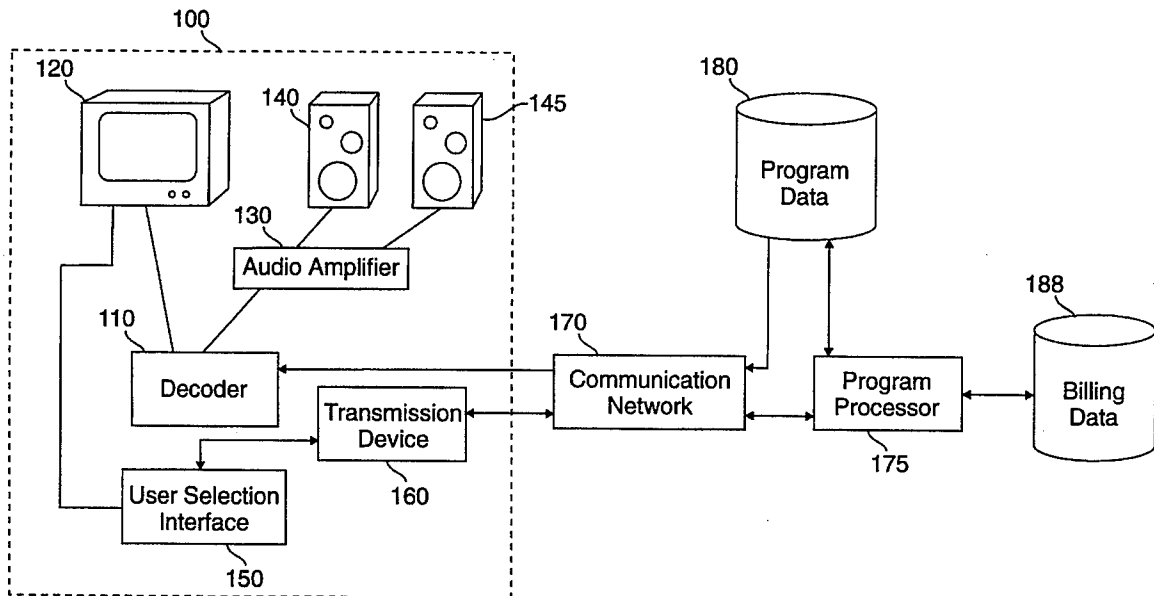 100
120
140
145
180
Program
Data
130
Audio Amplifier
188
110
170
Decoder
Communication
Network
Program
Processor
Billing
Data
Transmission
Device
175
160
User Selection
Interface
150